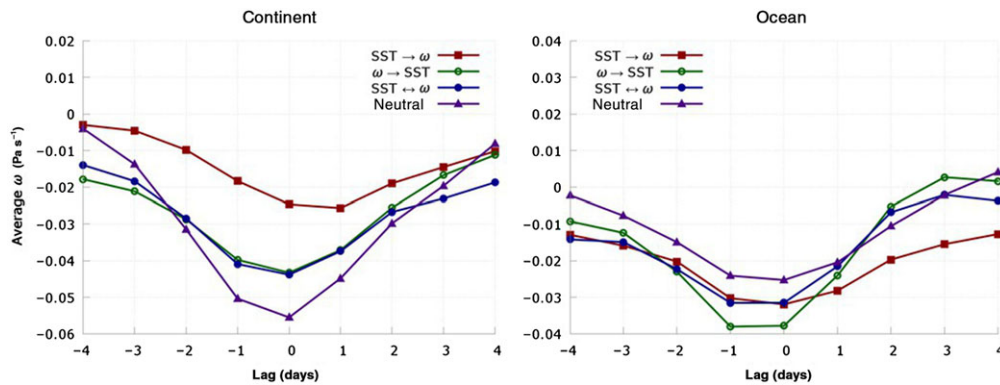 Continent
0.02
0.01
0
−0.01
−0.02
−0.03
−0.04
−0.05
−0.06
Average ω (Pa s⁻¹)
SST → ω
ω → SST
SST ↔ ω
Neutral
−4 −3 −2 −1 0 1 2 3 4
Lag (days)
Ocean
0.04
0.03
0.02
0.01
0
−0.01
−0.02
−0.03
−0.04
SST → ω
ω → SST
SST ↔ ω
Neutral
−4 −3 −2 −1 0 1 2 3 4
Lag (days)